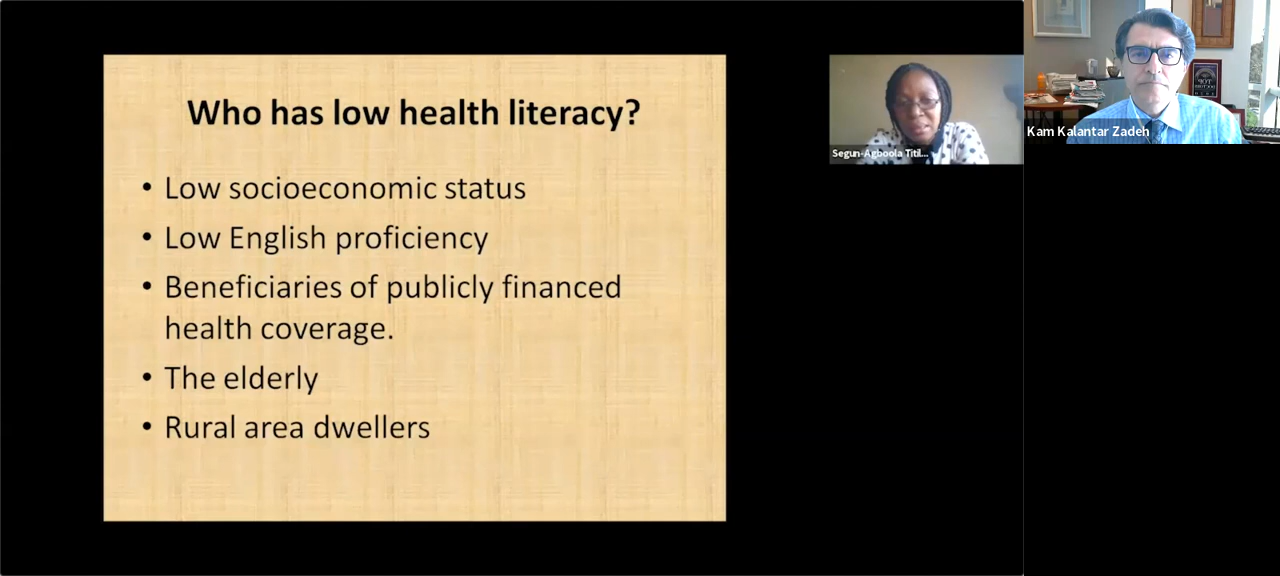 Who has low health literacy?
• Low socioeconomic status
• Low English proficiency
• Beneficiaries of publicly financed
health coverage.
• The elderly
• Rural area dwellers
Segun-Agboola Titil...
Kam Kalantar Zadeh